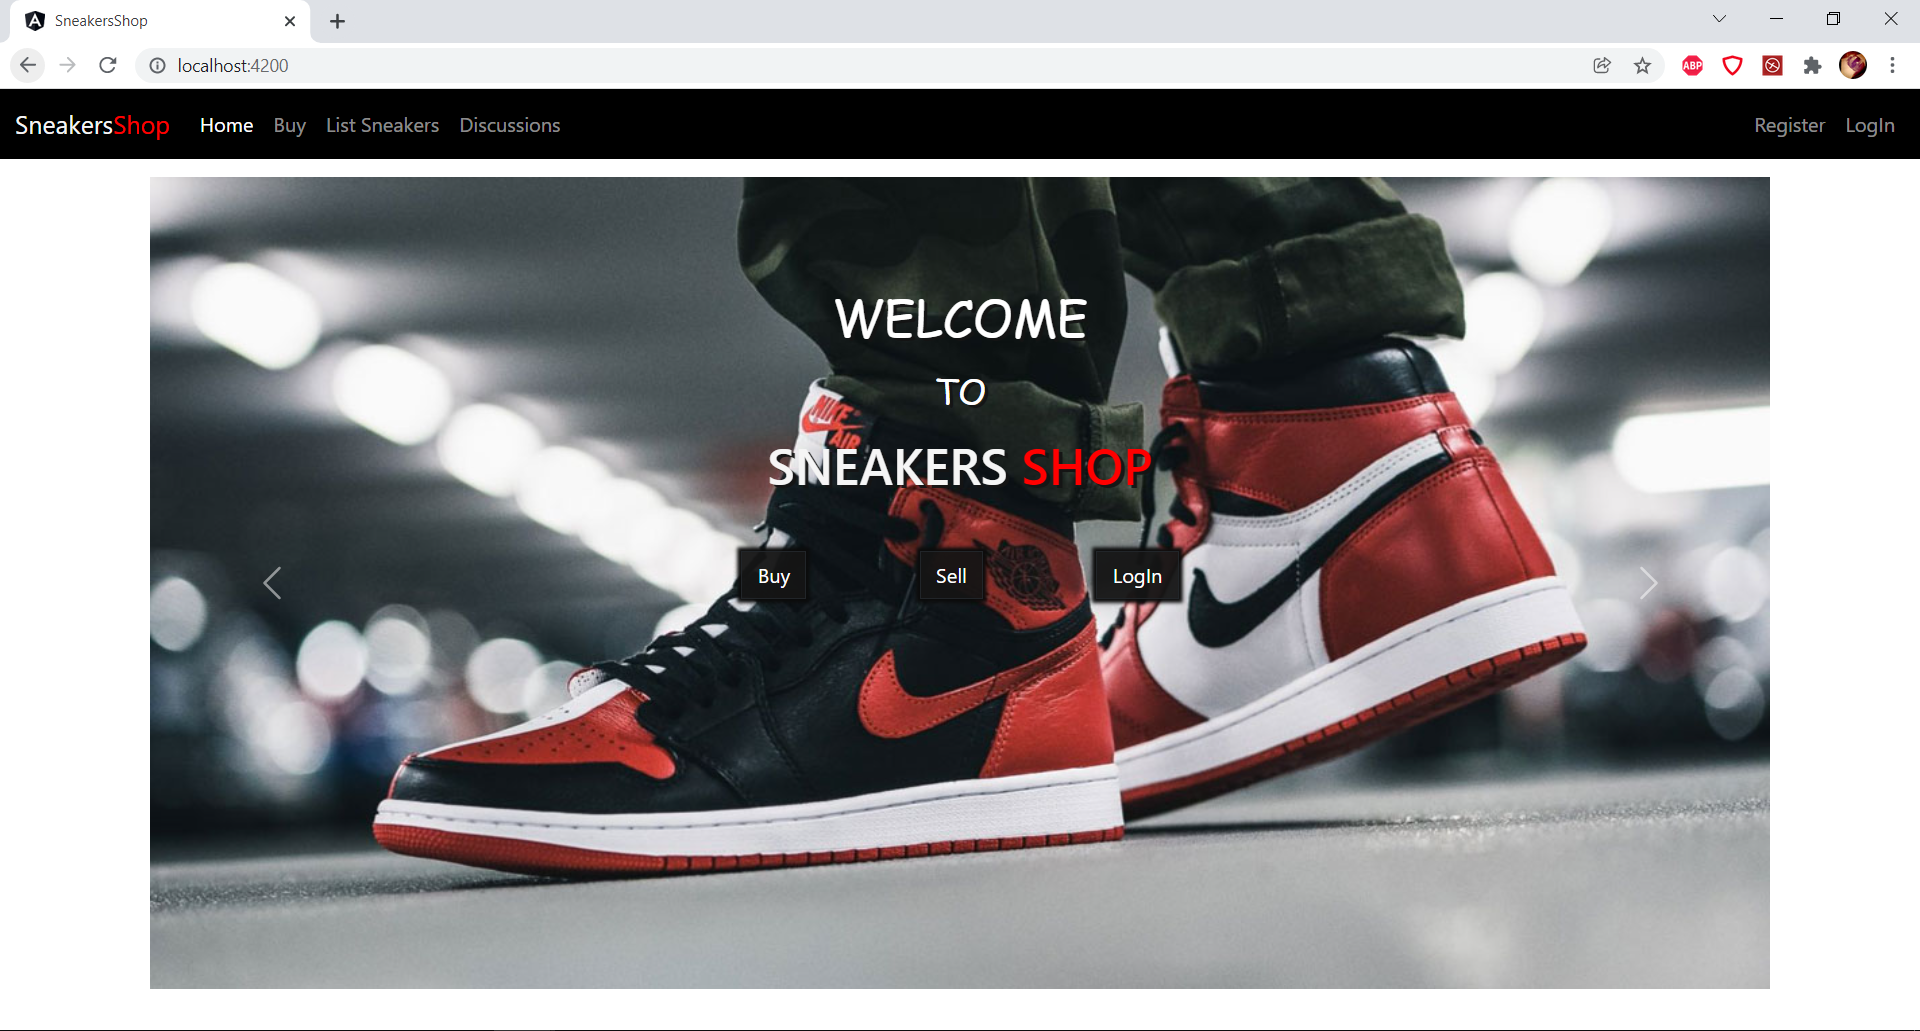 SneakersShop
localhost:4200
ABP
SneakersShop Home Buy List Sneakers Discussions Register LogIn
WELCOME
TO
NIKE
AIR
SNEAKERS SHOP
Buy Sell LogIn